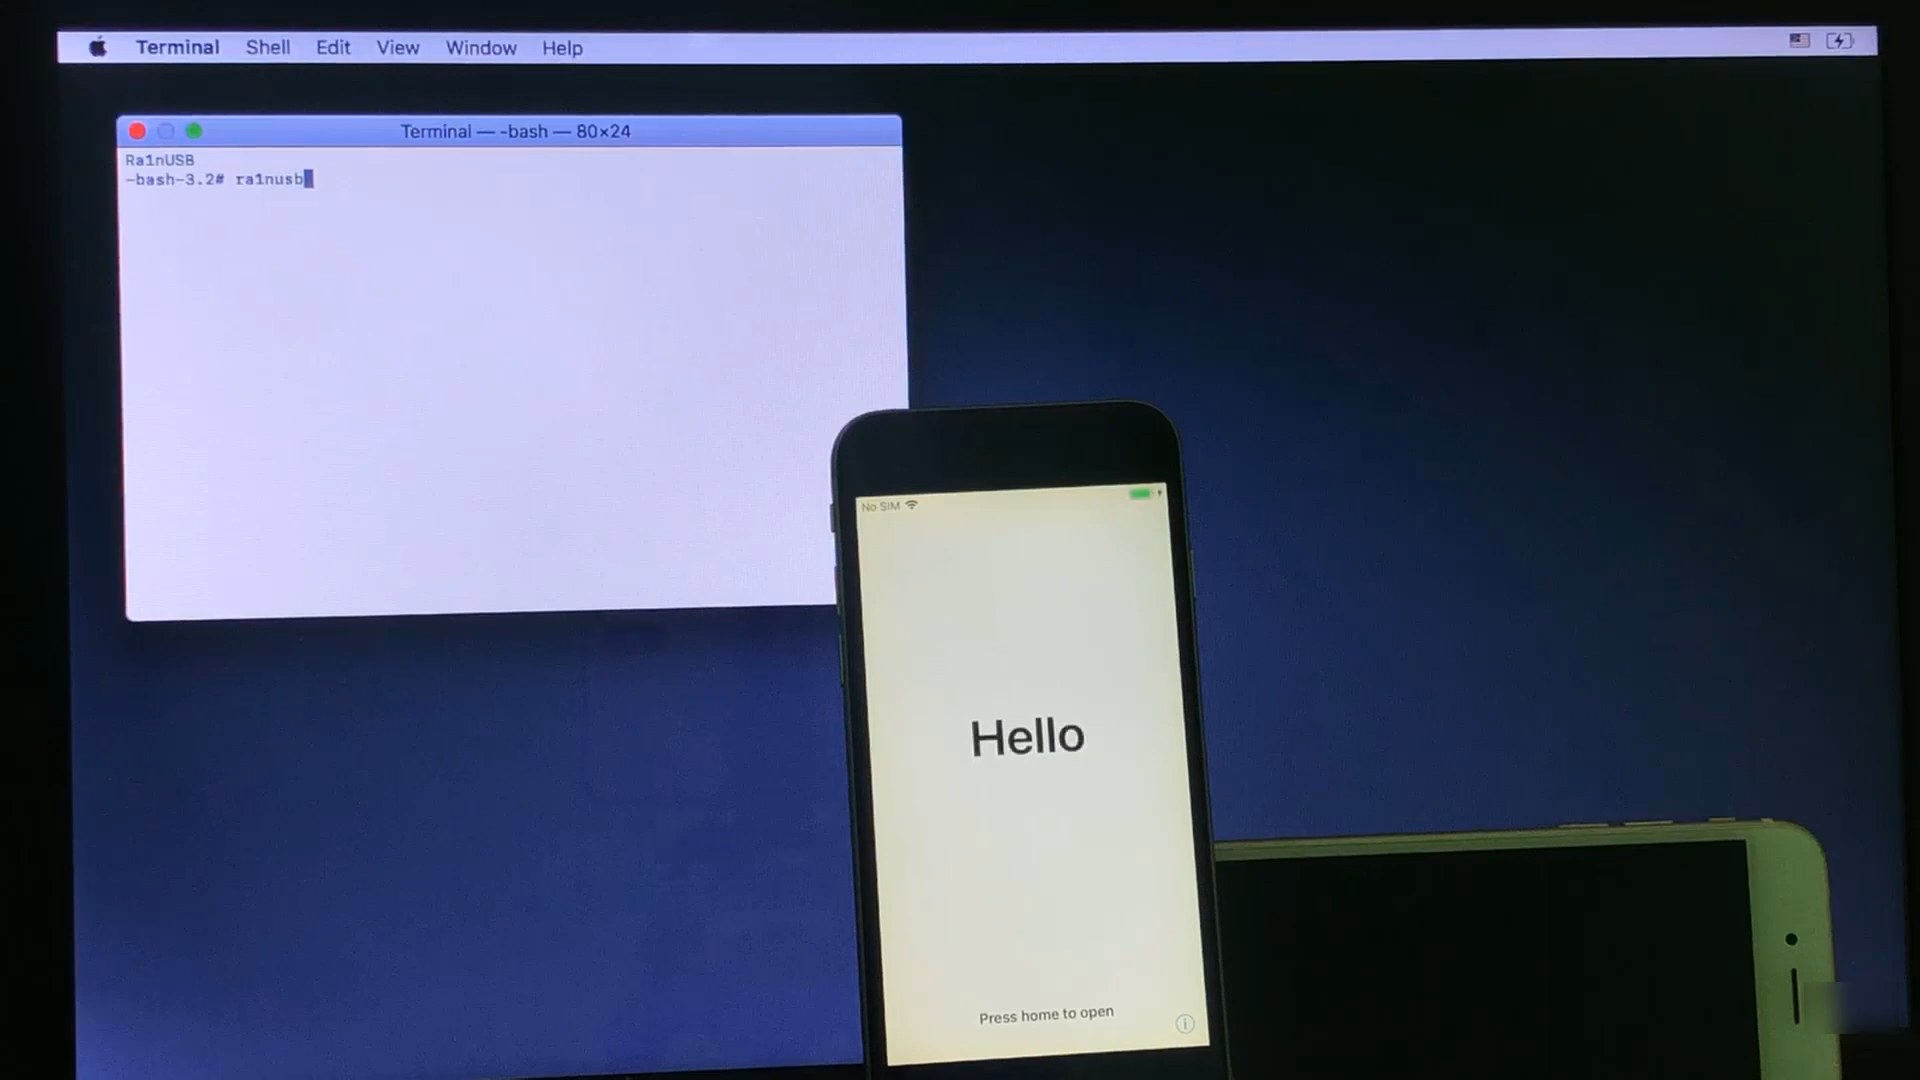 Terminal Shell Edit View Window Help
Terminal — -bash — 80×24
Ra1nUSB
-bash-3.2# ra1nusb
No SIM
Hello
Press home to open